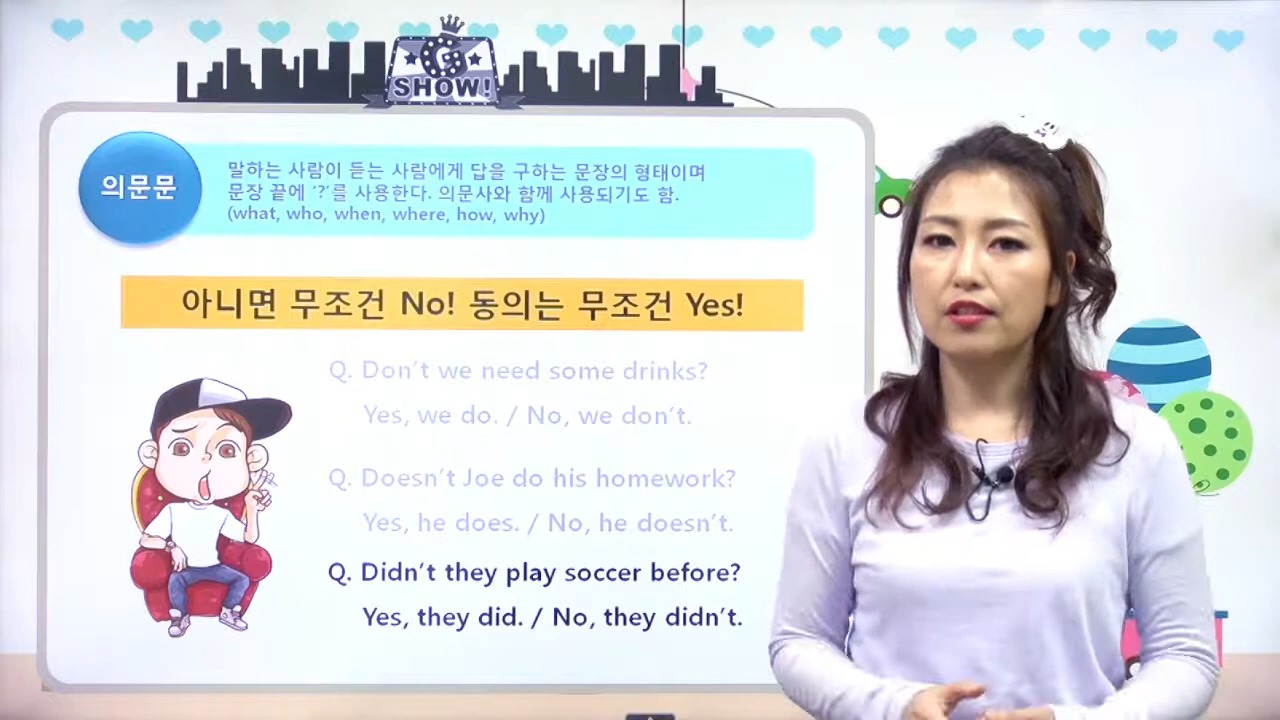 G
SHOW!
의문문
말하는 사람이 듣는 사람에게 답을 구하는 문장의 형태이며
문장 끝에 ‘?’를 사용한다. 의문사와 함께 사용되기도 함.
(what, who, when, where, how, why)
아니면 무조건 No! 동의는 무조건 Yes!
Q. Don’t we need some drinks?
Yes, we do. / No, we don’t.
Q. Doesn’t Joe do his homework?
Yes, he does. / No, he doesn’t.
Q. Didn’t they play soccer before?
Yes, they did. / No, they didn’t.